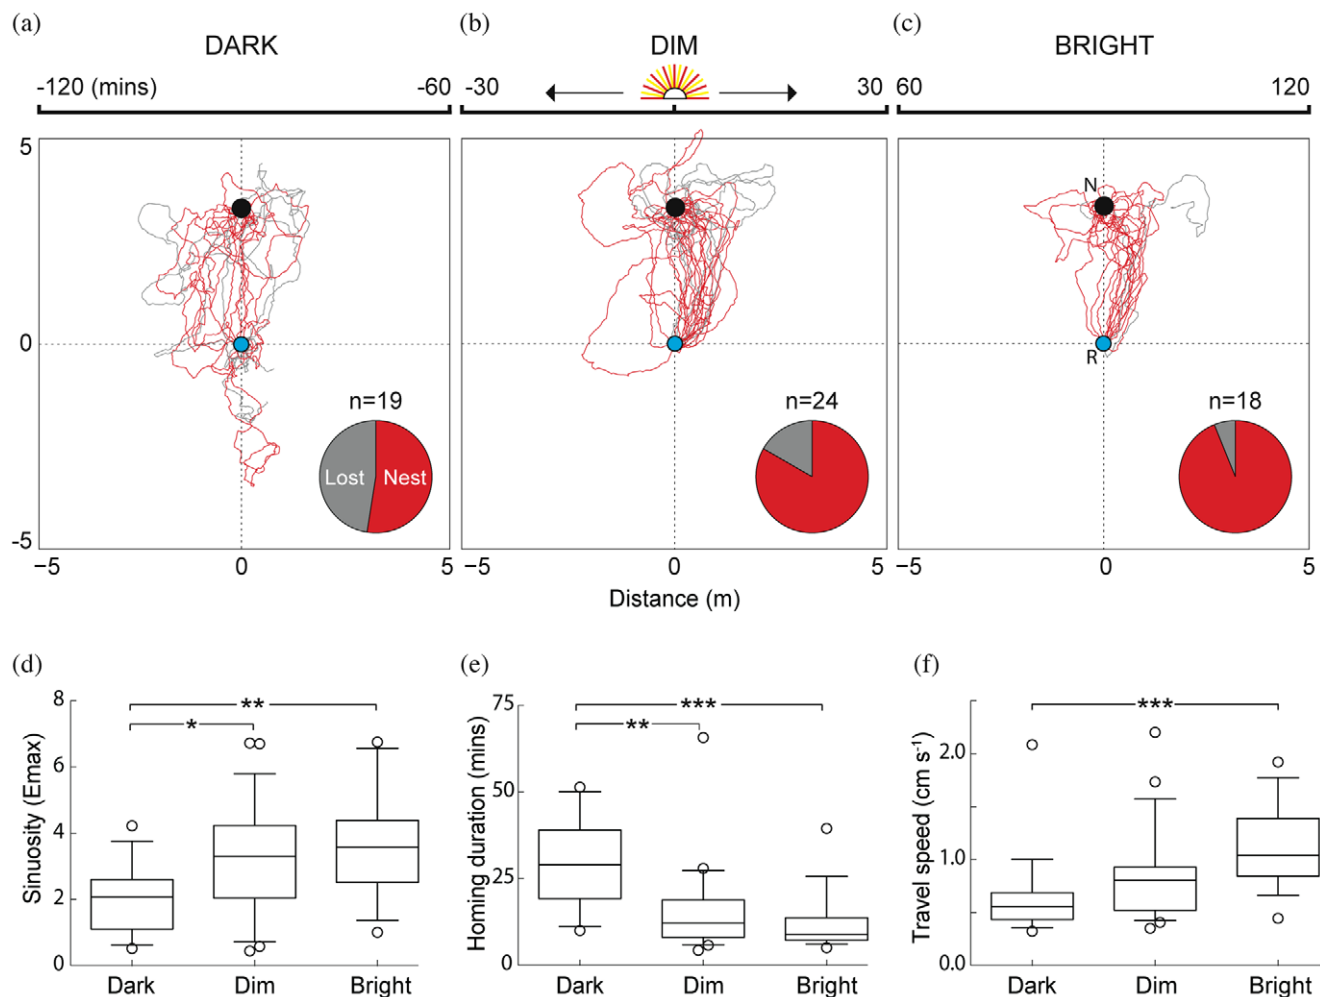 (a) (b) (c)
DARK DIM BRIGHT
-120 (mins) -60 -30 30 60 120
5
N
0
R
n=19 n=24 n=18
Lost Nest
-5
−5 0 5 −5 0 5 −5 0 5
Distance (m)
(d) (e) (f)
Sinuosity (Emax)
8
6
4
2
0
** *
Dark Dim Bright
Homing duration (mins)
75
50
25
0
*** **
Dark Dim Bright
Travel speed (cm s⁻¹)
2.0
1.0
0.0
***
Dark Dim Bright